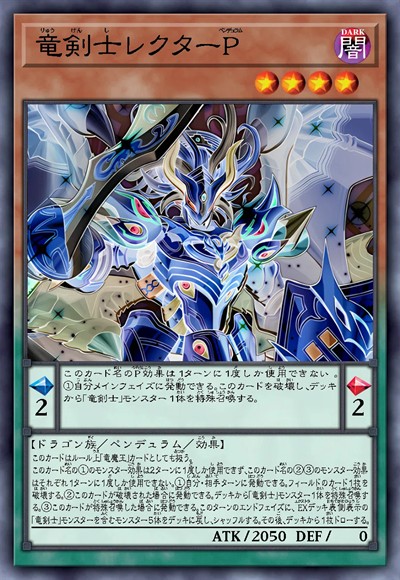 竜剣士レクターP
りゅう けん し
ペンデュラム
DARK
闇
このカード名のP効果は1ターンに1度しか使用できない。
①自分メインフェイズに発動できる。このカードを破壊し、デッキ
から「竜剣士」モンスター1体を特殊召喚する。
2
2
【ドラゴン族／ペンデュラム／効果】
このカードはルール上「竜魔王」カードとしても扱う。
このカード名の①のモンスター効果は2ターンに1度しか使用できず、このカード名の②③のモンスター効果
はそれぞれ1ターンに1度しか使用できない。①自分・相手ターンに発動できる。フィールドのカード1枚を
破壊する。②このカードが破壊された場合に発動できる。デッキから「竜剣士」モンスター1体を特殊召喚
する。③このカードが特殊召喚した場合に発動できる。このターンのエンドフェイズに、EXデッキ表側表示の
「竜剣士」モンスターを含むモンスター5体をデッキに戻し、シャッフルする。その後、デッキから1枚ドローする。
ATK/2050 DEF/ 0